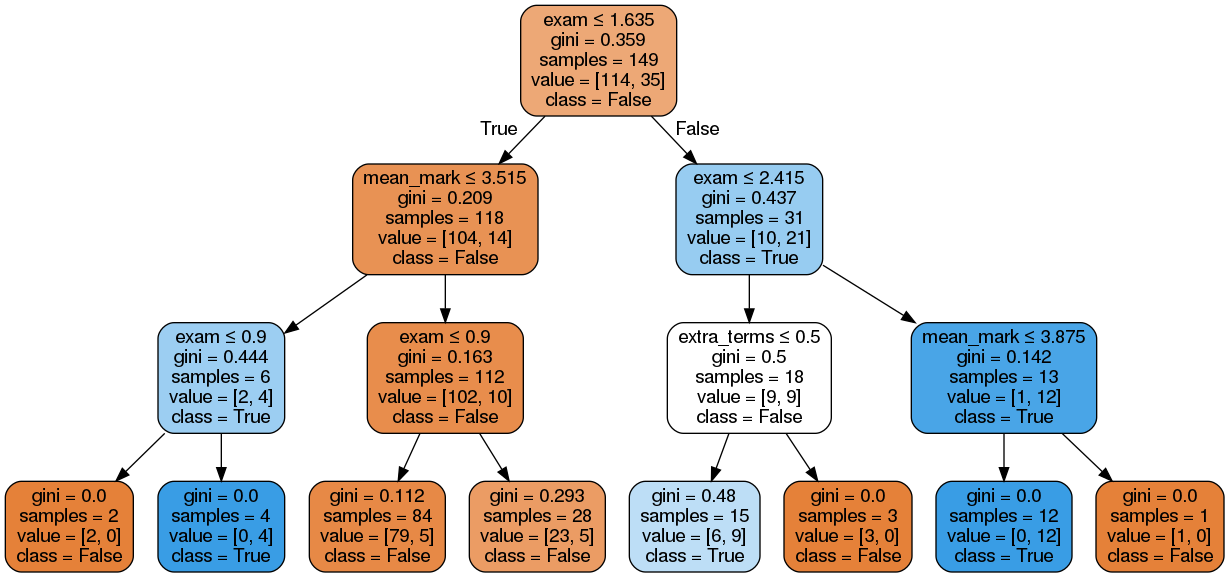 exam ≤ 1.635
gini = 0.359
samples = 149
value = [114, 35]
class = False
True
False
mean_mark ≤ 3.515
gini = 0.209
samples = 118
value = [104, 14]
class = False
exam ≤ 2.415
gini = 0.437
samples = 31
value = [10, 21]
class = True
exam ≤ 0.9
gini = 0.444
samples = 6
value = [2, 4]
class = True
exam ≤ 0.9
gini = 0.163
samples = 112
value = [102, 10]
class = False
extra_terms ≤ 0.5
gini = 0.5
samples = 18
value = [9, 9]
class = False
mean_mark ≤ 3.875
gini = 0.142
samples = 13
value = [1, 12]
class = True
gini = 0.0
samples = 2
value = [2, 0]
class = False
gini = 0.0
samples = 4
value = [0, 4]
class = True
gini = 0.112
samples = 84
value = [79, 5]
class = False
gini = 0.293
samples = 28
value = [23, 5]
class = False
gini = 0.48
samples = 15
value = [6, 9]
class = True
gini = 0.0
samples = 3
value = [3, 0]
class = False
gini = 0.0
samples = 12
value = [0, 12]
class = True
gini = 0.0
samples = 1
value = [1, 0]
class = False